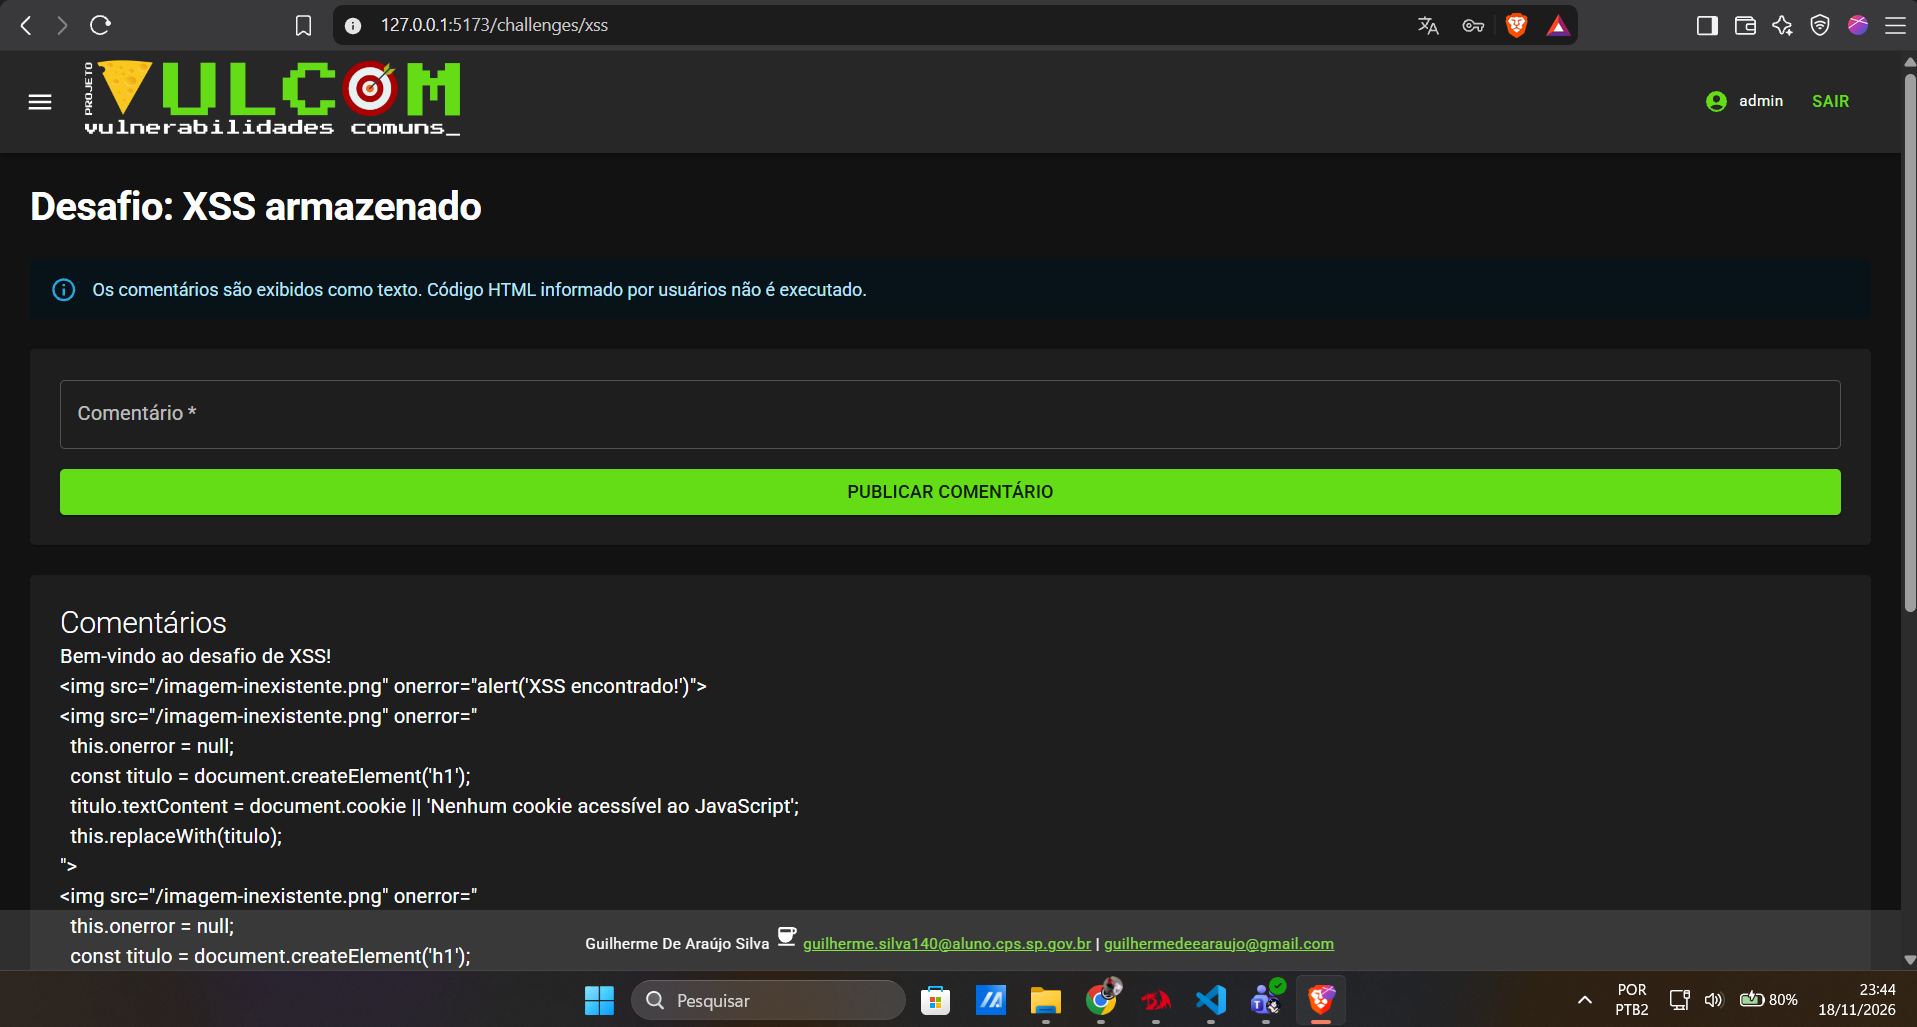 127.0.0.1:5173/challenges/xss
PROJETO
VULCOM
vulnerabilidades comuns_
admin
SAIR
Desafio: XSS armazenado
Os comentários são exibidos como texto. Código HTML informado por usuários não é executado.
Comentário *
PUBLICAR COMENTÁRIO
Comentários
Bem-vindo ao desafio de XSS!
<img src="/imagem-inexistente.png" onerror="alert('XSS encontrado!')">
<img src="/imagem-inexistente.png" onerror="
this.onerror = null;
const titulo = document.createElement('h1');
titulo.textContent = document.cookie || 'Nenhum cookie acessível ao JavaScript';
this.replaceWith(titulo);
">
<img src="/imagem-inexistente.png" onerror="
this.onerror = null;
const titulo = document.createElement('h1');
Guilherme De Araújo Silva guilherme.silva140@aluno.cps.sp.gov.br | guilhermedeearaujo@gmail.com
Pesquisar
POR
PTB2
80%
23:44
18/11/2026